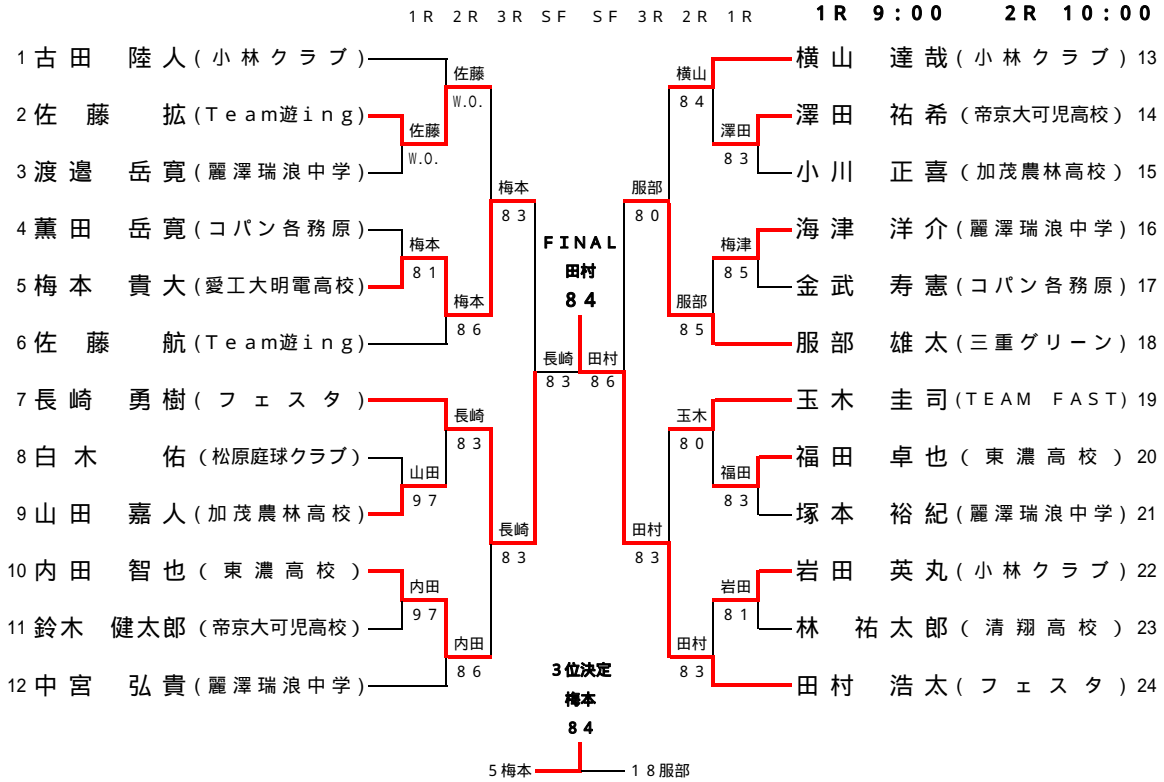 1R 2R 3R SF SF 3R 2R 1R 1R 9:00 2R 10:00
1 古田 陸人 (小林クラブ)
2 佐藤 拡 (Team遊ing)
3 渡邉 岳寛 (麗澤瑞浪中学)
4 薫田 岳寛 (コパン各務原)
5 梅本 貴大 (愛工大明電高校)
6 佐藤 航 (Team遊ing)
7 長崎 勇樹 (フェスタ)
8 白木 佑 (松原庭球クラブ)
9 山田 嘉人 (加茂農林高校)
10 内田 智也 (東濃高校)
11 鈴木 健太郎 (帝京大可児高校)
12 中宮 弘貴 (麗澤瑞浪中学)
佐藤
W.O.
佐藤
W.O.
梅本
81
梅本
86
山田
97
長崎
83
内田
97
内田
86
梅本
83
長崎
83
長崎
83
FINAL
田村
84
田村
86
服部
80
田村
83
横山
84
澤田
83
梅津
85
服部
85
玉木
80
福田
83
岩田
81
田村
83
横山 達哉 (小林クラブ) 13
澤田 祐希 (帝京大可児高校) 14
小川 正喜 (加茂農林高校) 15
海津 洋介 (麗澤瑞浪中学) 16
金武 寿憲 (コパン各務原) 17
服部 雄太 (三重グリーン) 18
玉木 圭司 (TEAM FAST) 19
福田 卓也 (東濃高校) 20
塚本 裕紀 (麗澤瑞浪中学) 21
岩田 英丸 (小林クラブ) 22
林 祐太郎 (清翔高校) 23
田村 浩太 (フェスタ) 24
3位決定
梅本
84
5梅本 18服部